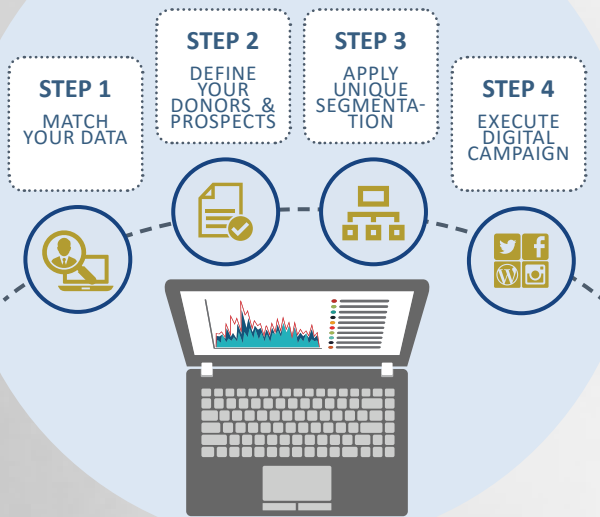 STEP 1
MATCH
YOUR DATA
STEP 2
DEFINE
YOUR
DONORS &
PROSPECTS
STEP 3
APPLY
UNIQUE
SEGMENTA-
TION
STEP 4
EXECUTE
DIGITAL
CAMPAIGN